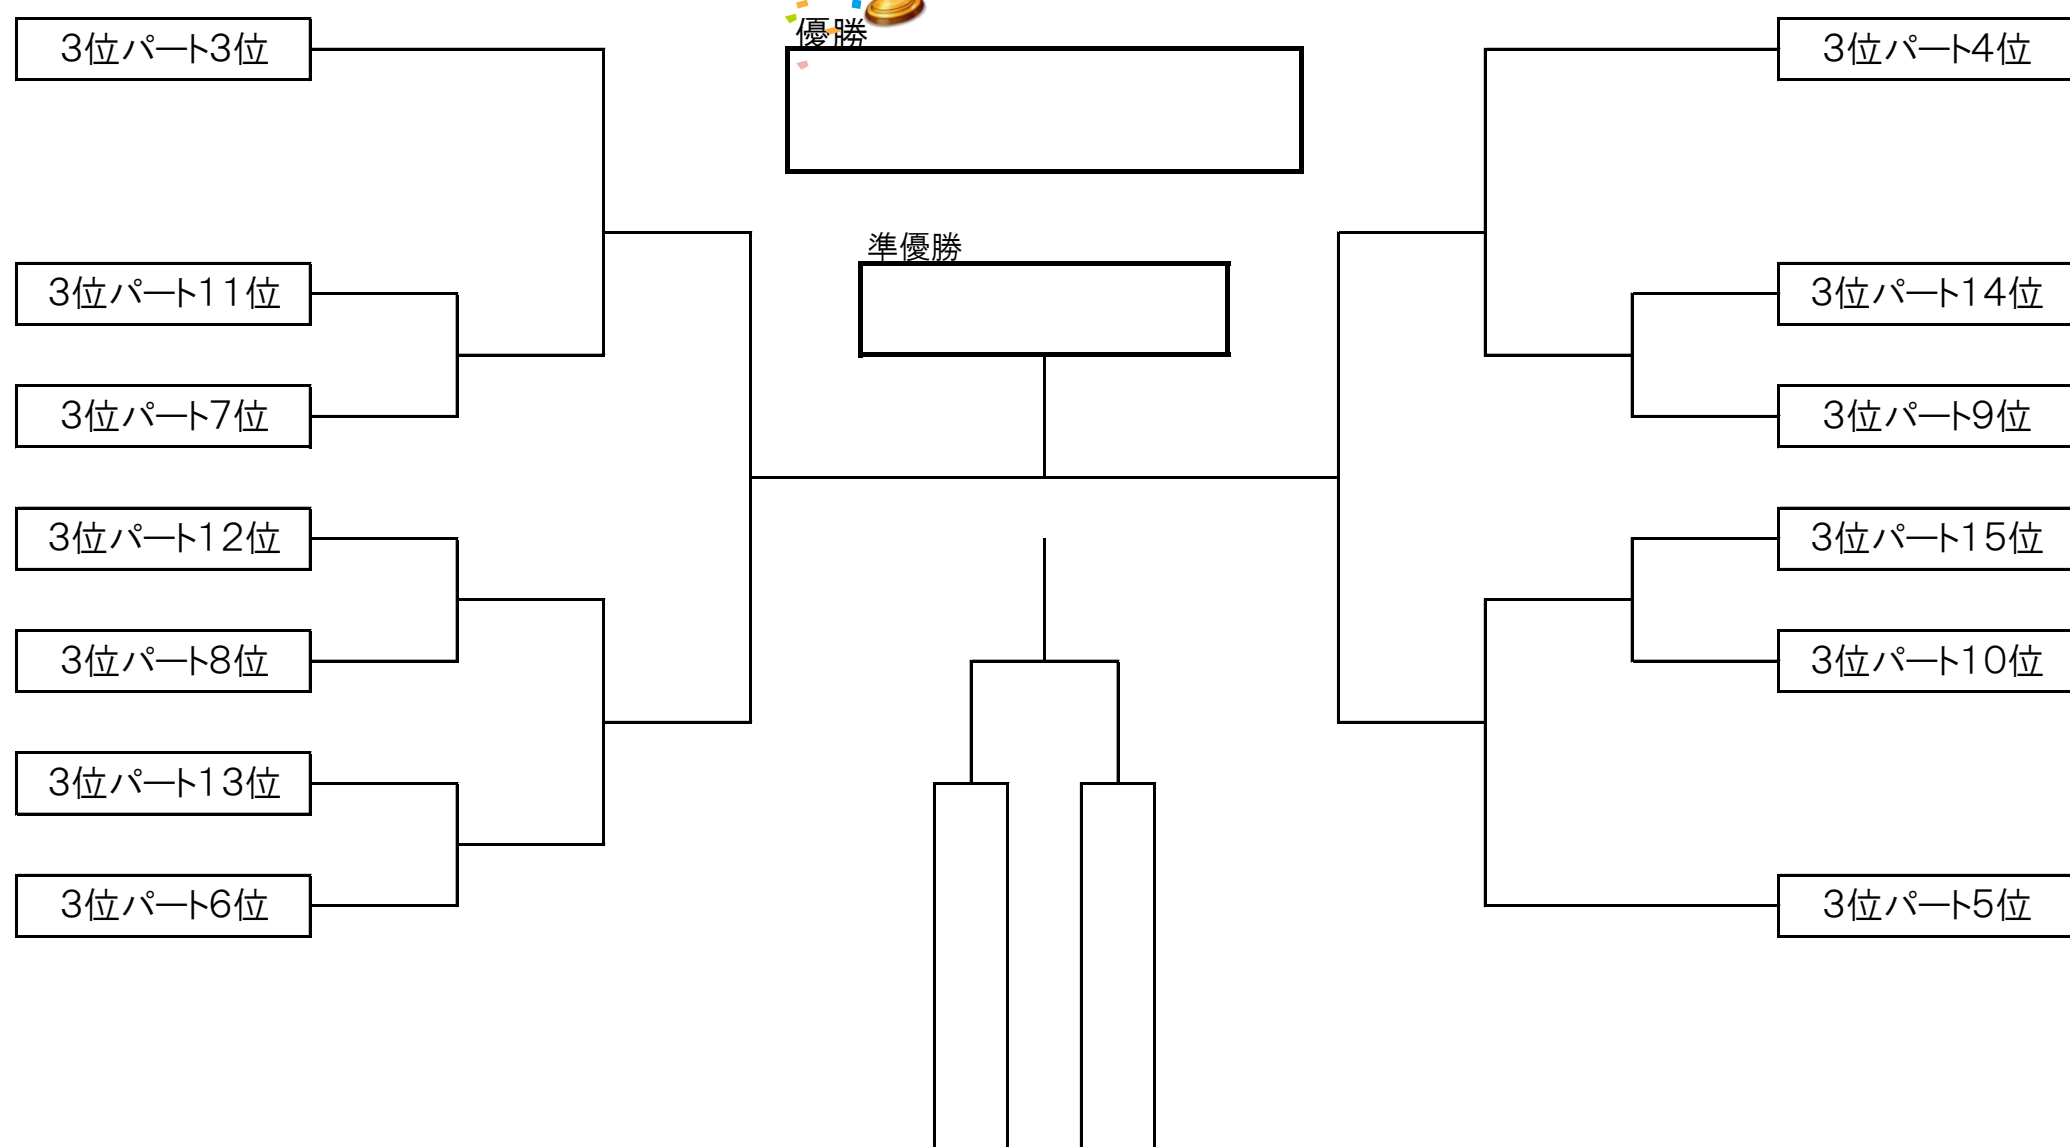 優勝
3位パート3位
3位パート4位
準優勝
3位パート11位
3位パート14位
3位パート7位
3位パート9位
3位パート12位
3位パート15位
3位パート8位
3位パート10位
3位パート13位
3位パート6位
3位パート5位